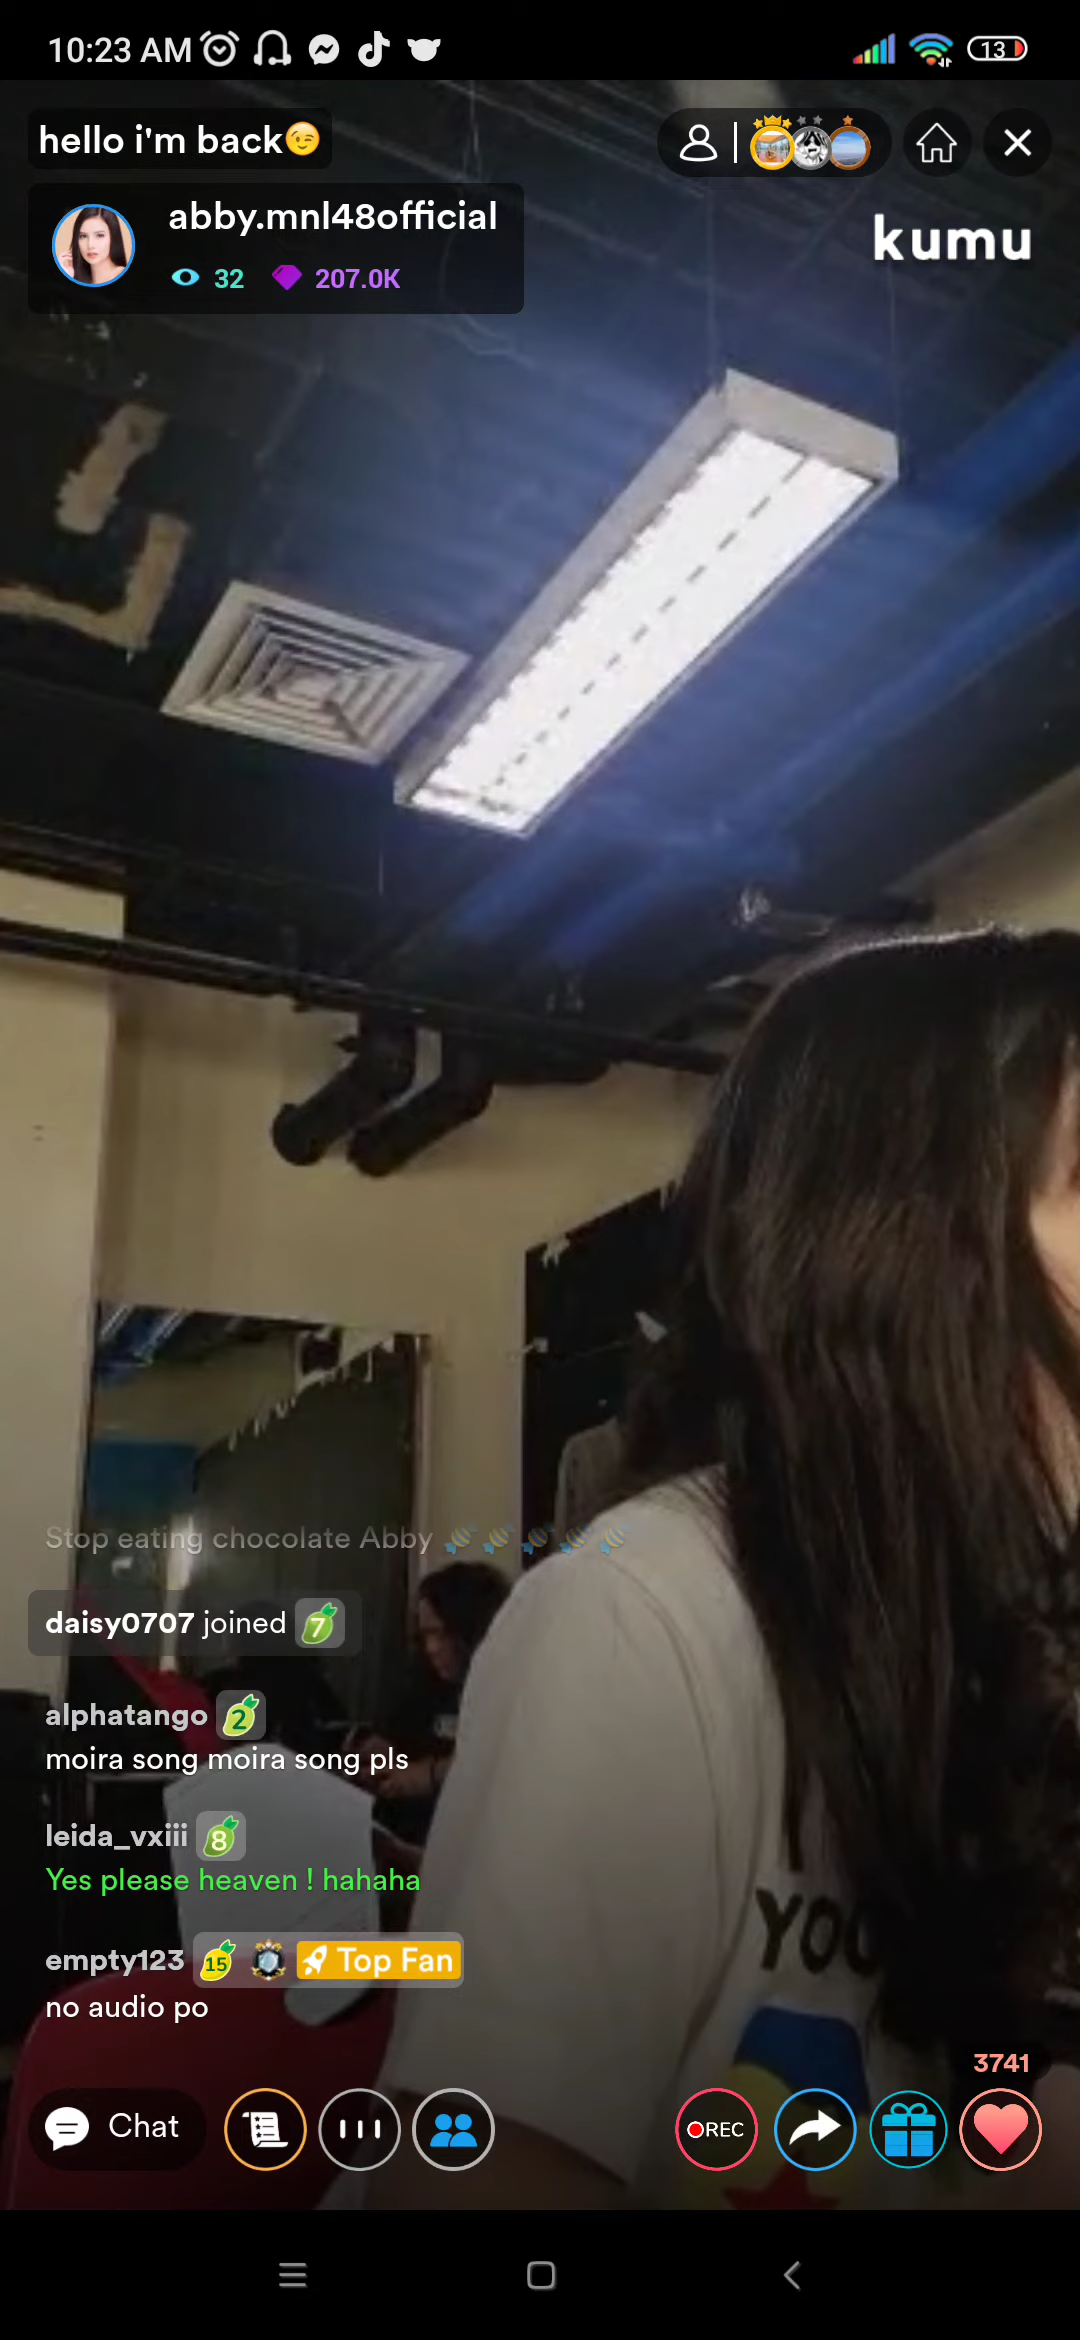 10:23 AM
13
hello i'm back😉
abby.mnl48official
32 207.0K
kumu
Stop eating chocolate Abby
daisy0707 joined 7
alphatango 2
moira song moira song pls
leida_vxiii 8
Yes please heaven ! hahaha
empty123 15 Top Fan
no audio po
YOU
3741
Chat
REC